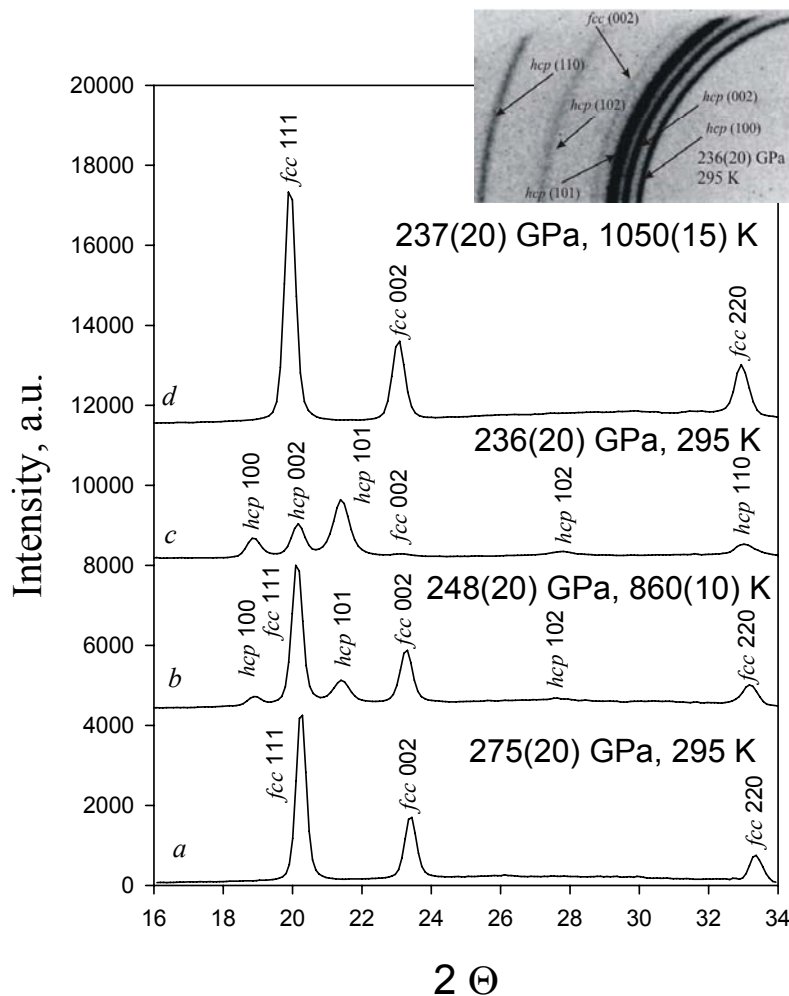 fcc (002)
hcp (110)
hcp (102)
hcp (002)
hcp (100)
hcp (101)
236(20) GPa
295 K
20000
18000
16000
14000
12000
10000
8000
6000
4000
2000
0
Intensity, a.u.
fcc 111
fcc 002
fcc 220
237(20) GPa, 1050(15) K
d
236(20) GPa, 295 K
hcp 100
hcp 002
hcp 101
fcc 002
hcp 102
hcp 110
c
248(20) GPa, 860(10) K
hcp 100
fcc 111
hcp 101
fcc 002
hcp 102
fcc 220
b
275(20) GPa, 295 K
fcc 111
fcc 002
fcc 220
a
16 18 20 22 24 26 28 30 32 34
2 Θ